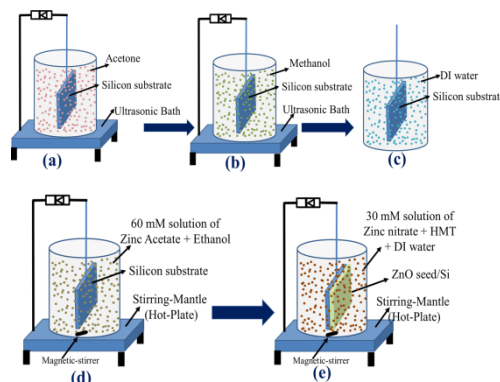 Acetone
Silicon substrate
Ultrasonic Bath
(a)
Methanol
Silicon substrate
Ultrasonic Bath
(b)
DI water
Silicon substrat
(c)
60 mM solution of
Zinc Acetate + Ethanol
Silicon substrate
Stirring-Mantle
(Hot-Plate)
Magnetic-stirrer
(d)
30 mM solution of
Zinc nitrate + HMT
+ DI water
ZnO seed/Si
Stirring-Mantle
(Hot-Plate)
Magnetic-stirrer
(e)